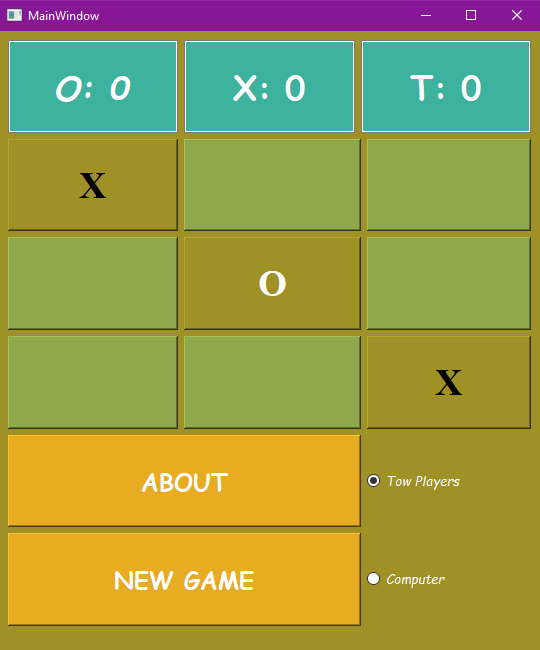 MainWindow
O: 0
X: 0
T: 0
X
O
X
ABOUT
Tow Players
NEW GAME
Computer